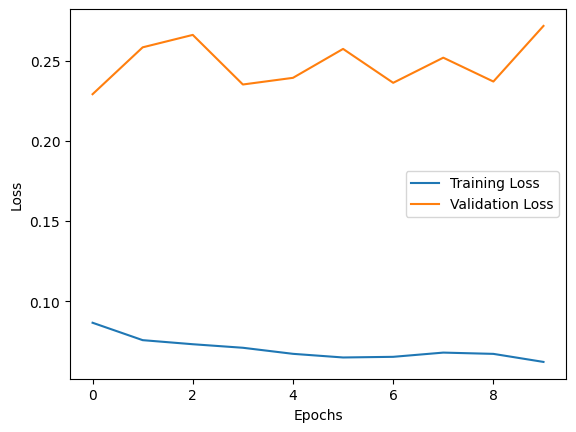 0.25
0.20
0.15
0.10
Loss
Training Loss
Validation Loss
0 2 4 6 8
Epochs